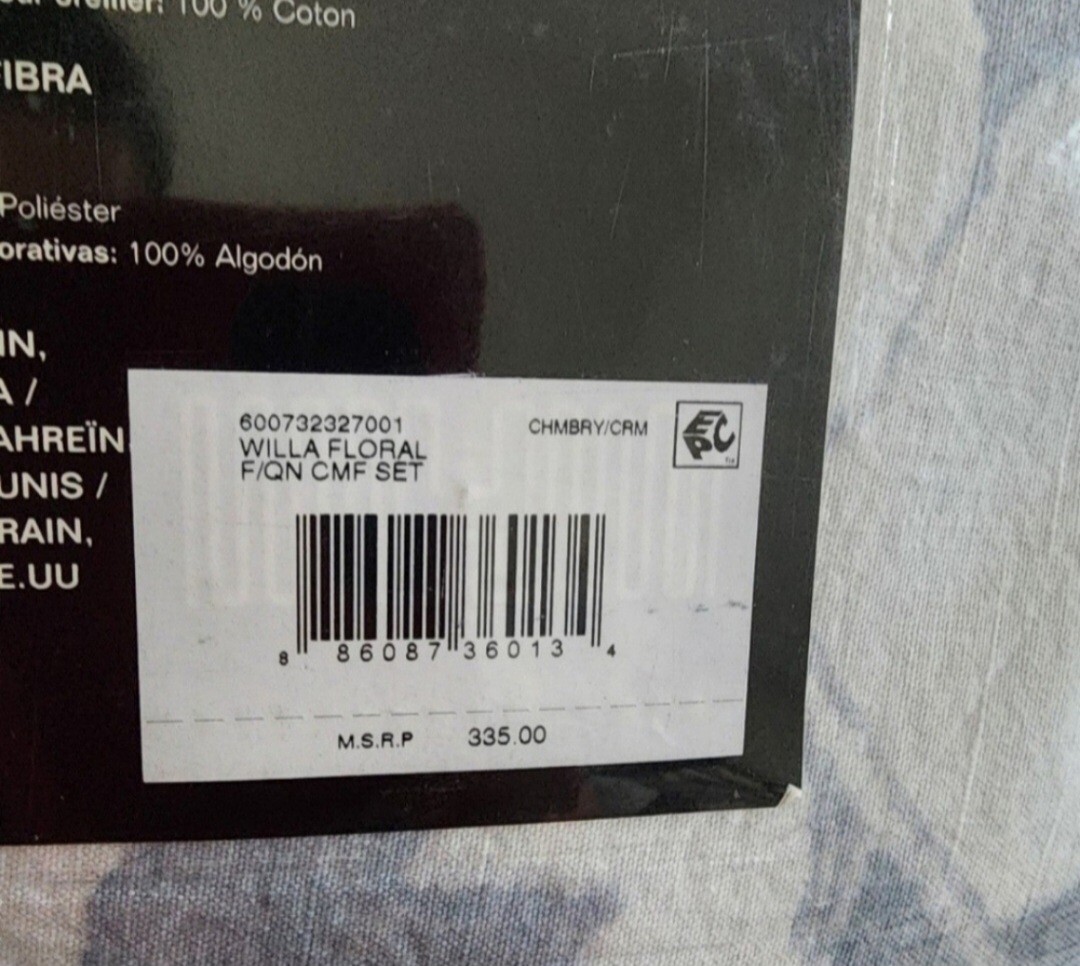 100 % Coton
FIBRA
Poliéster
orativas: 100% Algodón
IN,
A /
AHREÏN
UNIS /
RAIN,
E.UU
600732327001
WILLA FLORAL
F/QN CMF SET
CHMBRY/CRM
EPC
8 86087 36013 4
M.S.R.P 335.00